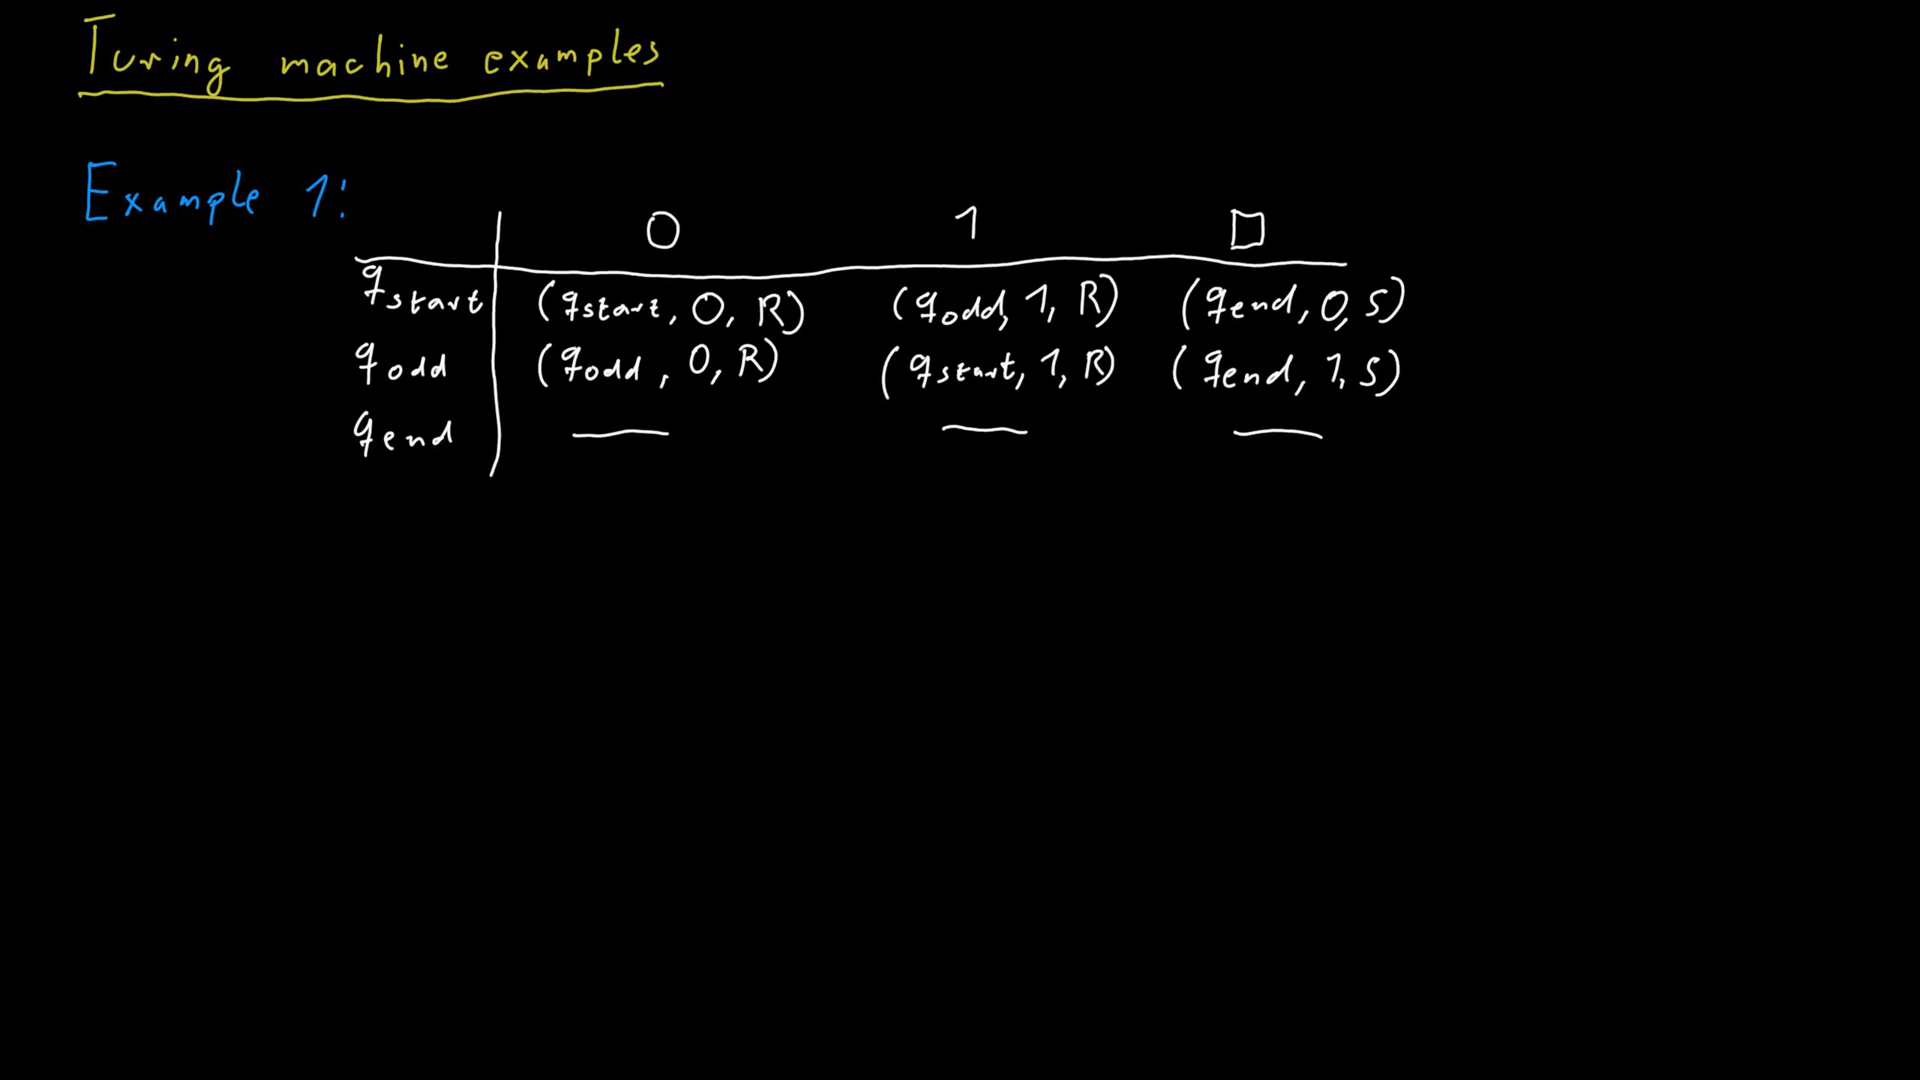 Turing machine examples
Example 1:
0 1 □
qstart (qstart, 0, R) (qodd, 1, R) (qend, 0, S)
qodd (qodd, 0, R) (qstart, 1, R) (qend, 1, S)
qend — — —